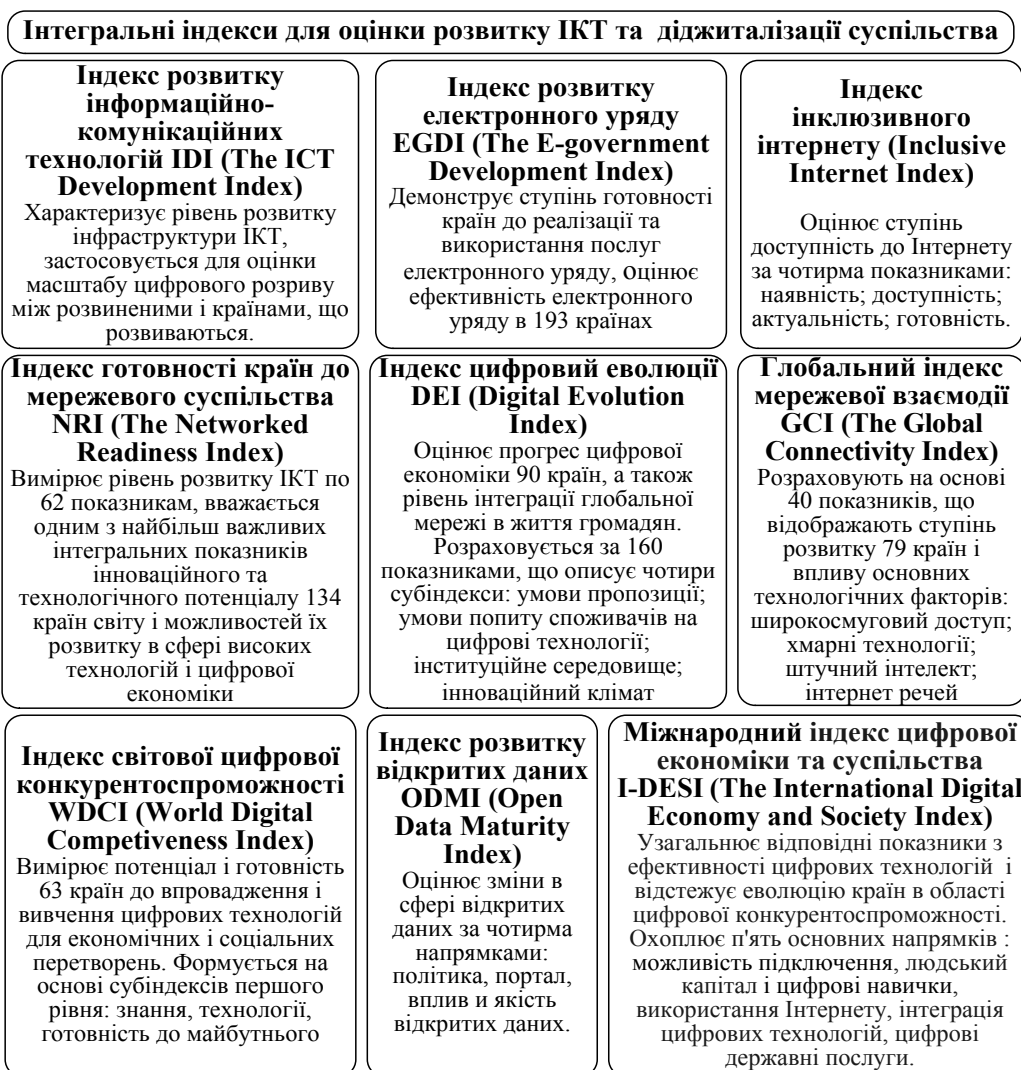 Інтегральні індекси для оцінки розвитку ІКТ та діджиталізації суспільства
Індекс розвитку
інформаційно-
комунікаційних
технологій IDI (The ICT
Development Index)
Характеризує рівень розвитку
інфраструктури ІКТ,
застосовується для оцінки
масштабу цифрового розриву
між розвиненими і країнами, що
розвиваються.
Індекс розвитку
електронного уряду
EGDI (The E-government
Development Index)
Демонструє ступінь готовності
країн до реалізації та
використання послуг
електронного уряду, оцінює
ефективність електронного
уряду в 193 країнах
Індекс
інклюзивного
інтернету (Inclusive
Internet Index)
Оцінює ступінь
доступність до Інтернету
за чотирма показниками:
наявність; доступність;
актуальність; готовність.
Індекс готовності країн до
мережевого суспільства
NRI (The Networked
Readiness Index)
Вимірює рівень розвитку ІКТ по
62 показникам, вважається
одним з найбільш важливих
інтегральних показників
інноваційного та
технологічного потенціалу 134
країн світу і можливостей їх
розвитку в сфері високих
технологій і цифрової
економіки
Індекс цифровий еволюції
DEI (Digital Evolution
Index)
Оцінює прогрес цифрової
економіки 90 країн, а також
рівень інтеграції глобальної
мережі в життя громадян.
Розраховується за 160
показниками, що описує чотири
субіндекси: умови пропозиції;
умови попиту споживачів на
цифрові технології;
інституційне середовище;
інноваційний клімат
Глобальний індекс
мережевої взаємодії
GCI (The Global
Connectivity Index)
Розраховують на основі
40 показників, що
відображають ступінь
розвитку 79 країн і
впливу основних
технологічних факторів:
широкосмуговий доступ;
хмарні технології;
штучний інтелект;
інтернет речей
Індекс світової цифрової
конкурентоспроможності
WDCI (World Digital
Competiveness Index)
Вимірює потенціал і готовність
63 країн до впровадження і
вивчення цифрових технологій
для економічних і соціальних
перетворень. Формується на
основі субіндексів першого
рівня: знання, технології,
готовність до майбутнього
Індекс розвитку
відкритих даних
ODMI (Open
Data Maturity
Index)
Оцінює зміни в
сфері відкритих
даних за чотирма
напрямками:
політика, портал,
вплив и якість
відкритих даних.
Міжнародний індекс цифрової
економіки та суспільства
I-DESI (The International Digital
Economy and Society Index)
Узагальнює відповідні показники з
ефективності цифрових технологій і
відстежує еволюцію країн в області
цифрової конкурентоспроможності.
Охоплює п'ять основних напрямків :
можливість підключення, людський
капітал і цифрові навички,
використання Інтернету, інтеграція
цифрових технологій, цифрові
державні послуги.